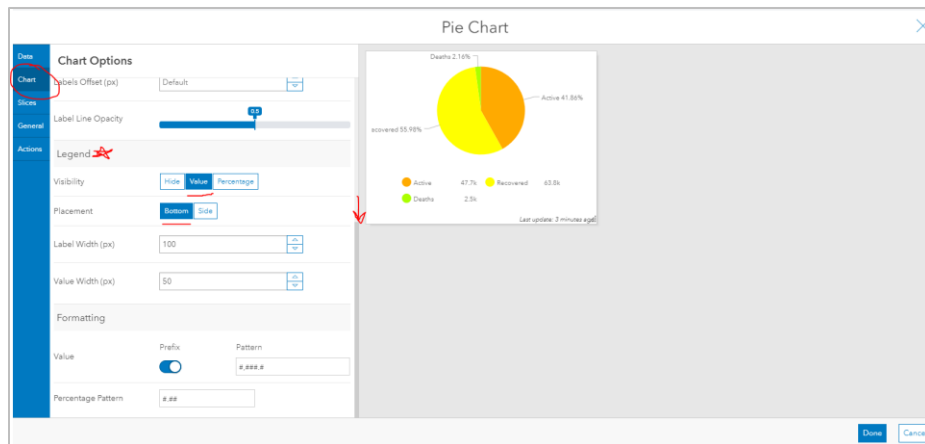 Pie Chart
Data
Chart
Slices
General
Actions
Chart Options
Labels Offset (px) Default
Label Line Opacity 0.5
Legend
Visibility Hide Value Percentage
Placement Bottom Side
Label Width (px) 100
Value Width (px) 50
Formatting
Prefix Pattern
Value #,###.#
Percentage Pattern #.##
Deaths 2.16%
Active 41.86%
ecovered 55.98%
Active 47.7k Recovered 65.8k
Deaths 2.5k
Last update: 3 minutes ago
Done Cance